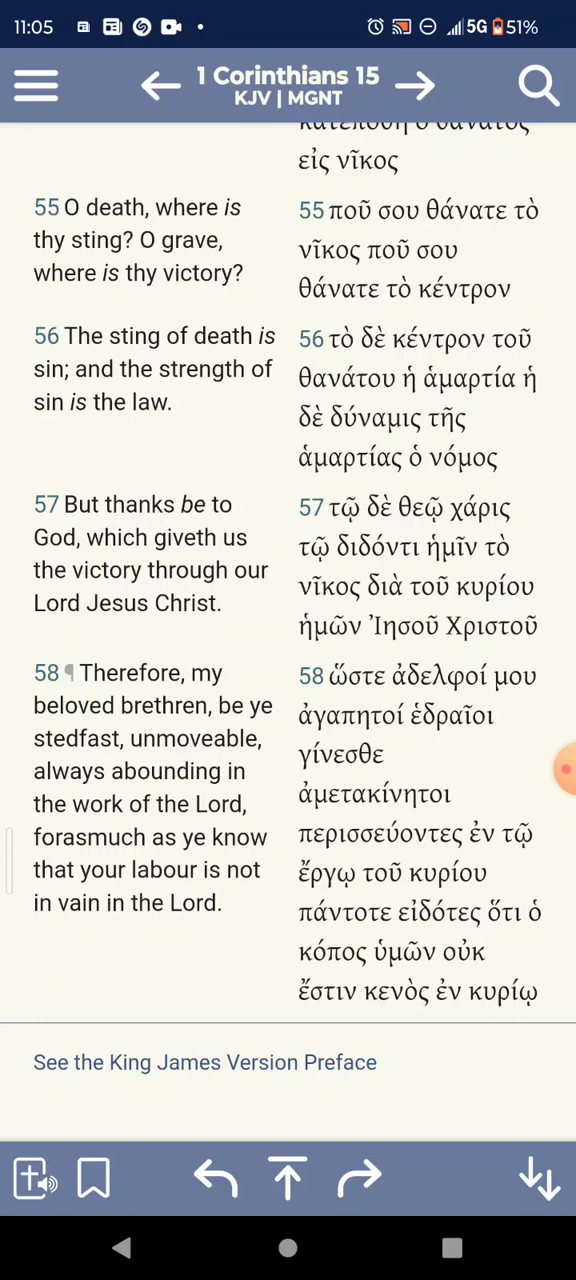 11:05
5G 51%
1 Corinthians 15
KJV | MGNT
κατεπόθη ὁ θάνατος
εἰς νῖκος
55 O death, where is
thy sting? O grave,
where is thy victory?
55 ποῦ σου θάνατε τὸ
νῖκος ποῦ σου
θάνατε τὸ κέντρον
56 The sting of death is
sin; and the strength of
sin is the law.
56 τὸ δὲ κέντρον τοῦ
θανάτου ἡ ἁμαρτία ἡ
δὲ δύναμις τῆς
ἁμαρτίας ὁ νόμος
57 But thanks be to
God, which giveth us
the victory through our
Lord Jesus Christ.
57 τῷ δὲ θεῷ χάρις
τῷ διδόντι ἡμῖν τὸ
νῖκος διὰ τοῦ κυρίου
ἡμῶν Ἰησοῦ Χριστοῦ
58 ¶ Therefore, my
beloved brethren, be ye
stedfast, unmoveable,
always abounding in
the work of the Lord,
forasmuch as ye know
that your labour is not
in vain in the Lord.
58 ὥστε ἀδελφοί μου
ἀγαπητοί ἑδραῖοι
γίνεσθε
ἀμετακίνητοι
περισσεύοντες ἐν τῷ
ἔργῳ τοῦ κυρίου
πάντοτε εἰδότες ὅτι ὁ
κόπος ὑμῶν οὐκ
ἔστιν κενὸς ἐν κυρίῳ
See the King James Version Preface